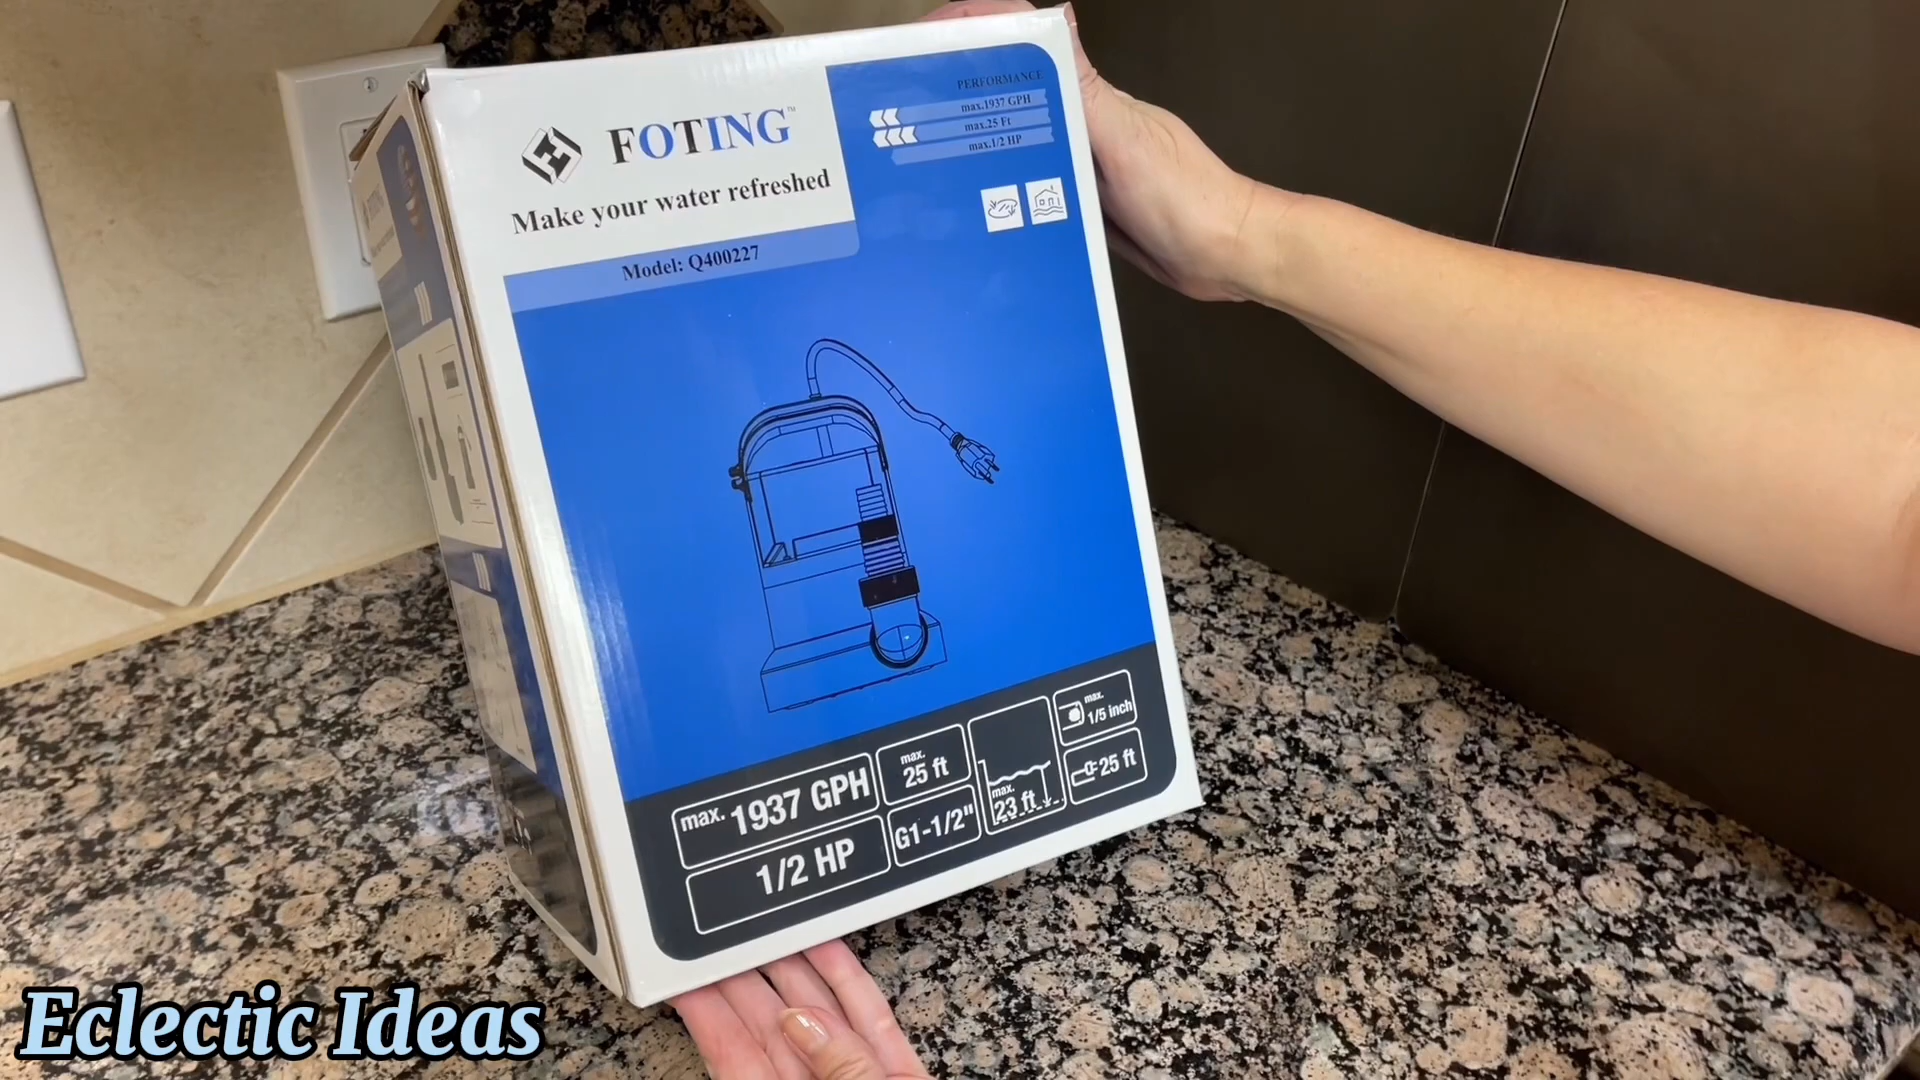 FOTING™
Make your water refreshed
Model: Q400227
PERFORMANCE
max.1937 GPH
max.25 Ft
max.1/2 HP
FOTING
max. 1937 GPH
1/2 HP
max.
25 ft
G1-1/2"
max.
23 ft
max.
1/5 inch
25 ft
Eclectic Ideas